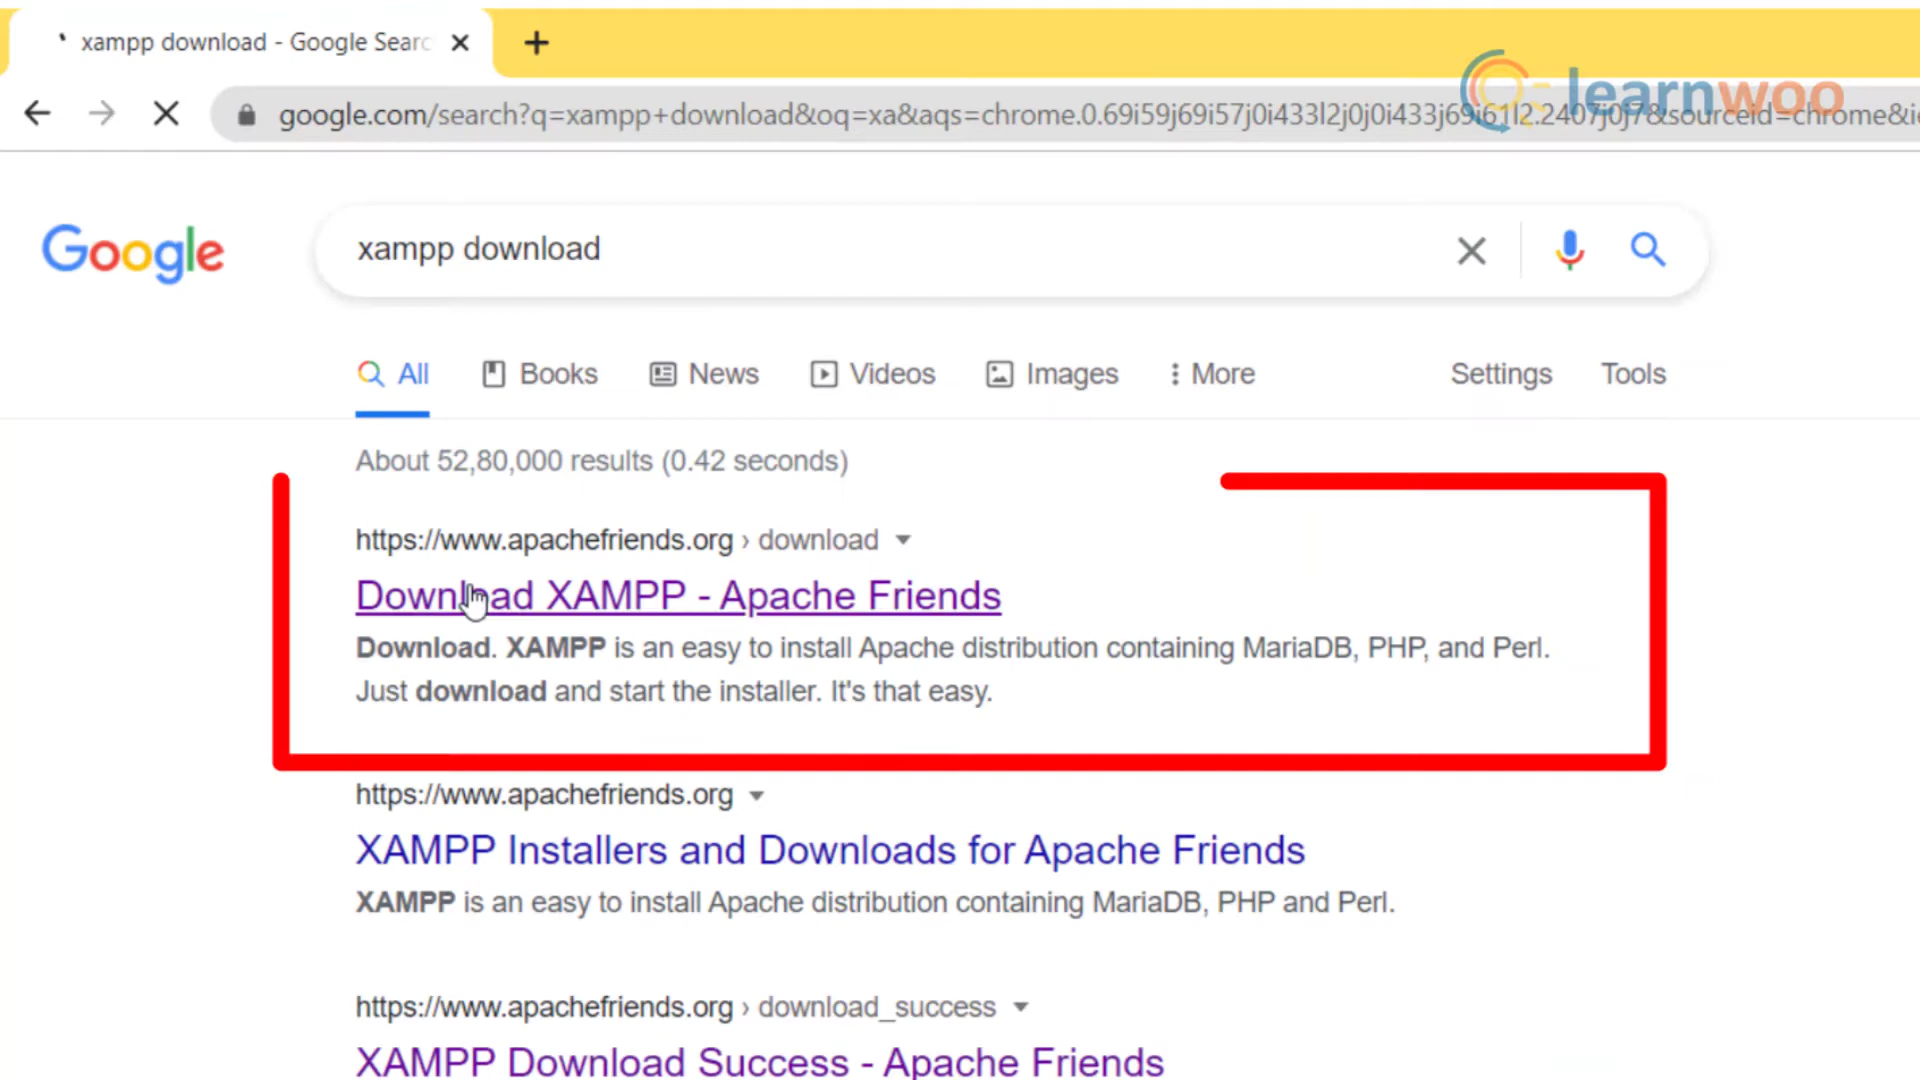 xampp download - Google Searc
learnwoo
google.com/search?q=xampp+download&oq=xa&aqs=chrome.0.69i59j69i57j0i433l2j0j0i433j69i61l2.2407j0j7&sourceid=chrome&i
Google
xampp download
All Books News Videos Images More Settings Tools
About 52,80,000 results (0.42 seconds)
https://www.apachefriends.org › download
Download XAMPP - Apache Friends
Download. XAMPP is an easy to install Apache distribution containing MariaDB, PHP, and Perl.
Just download and start the installer. It's that easy.
https://www.apachefriends.org
XAMPP Installers and Downloads for Apache Friends
XAMPP is an easy to install Apache distribution containing MariaDB, PHP and Perl.
https://www.apachefriends.org › download_success
XAMPP Download Success - Apache Friends